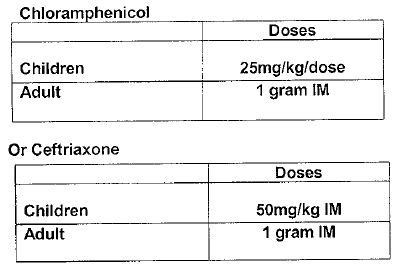 Chloramphenicol
Doses
Children 25mg/kg/dose
Adult 1 gram IM
Or Ceftriaxone
Doses
Children 50mg/kg IM
Adult 1 gram IM